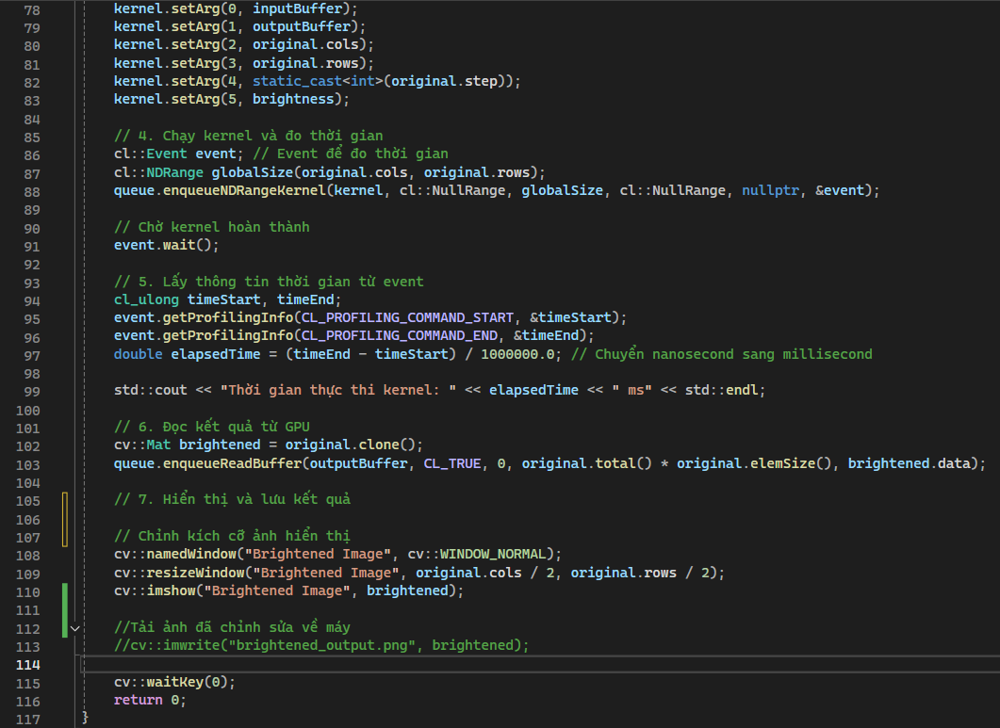 78 kernel.setArg(0, inputBuffer);
79 kernel.setArg(1, outputBuffer);
80 kernel.setArg(2, original.cols);
81 kernel.setArg(3, original.rows);
82 kernel.setArg(4, static_cast<int>(original.step));
83 kernel.setArg(5, brightness);
84
85 // 4. Chạy kernel và đo thời gian
86 cl::Event event; // Event để đo thời gian
87 cl::NDRange globalSize(original.cols, original.rows);
88 queue.enqueueNDRangeKernel(kernel, cl::NullRange, globalSize, cl::NullRange, nullptr, &event);
89
90 // Chờ kernel hoàn thành
91 event.wait();
92
93 // 5. Lấy thông tin thời gian từ event
94 cl_ulong timeStart, timeEnd;
95 event.getProfilingInfo(CL_PROFILING_COMMAND_START, &timeStart);
96 event.getProfilingInfo(CL_PROFILING_COMMAND_END, &timeEnd);
97 double elapsedTime = (timeEnd - timeStart) / 1000000.0; // Chuyển nanosecond sang millisecond
98
99 std::cout << "Thời gian thực thi kernel: " << elapsedTime << " ms" << std::endl;
100
101 // 6. Đọc kết quả từ GPU
102 cv::Mat brightened = original.clone();
103 queue.enqueueReadBuffer(outputBuffer, CL_TRUE, 0, original.total() * original.elemSize(), brightened.data);
104
105 // 7. Hiển thị và lưu kết quả
106
107 // Chỉnh kích cỡ ảnh hiển thị
108 cv::namedWindow("Brightened Image", cv::WINDOW_NORMAL);
109 cv::resizeWindow("Brightened Image", original.cols / 2, original.rows / 2);
110 cv::imshow("Brightened Image", brightened);
111
112 //Tải ảnh đã chỉnh sửa về máy
113 //cv::imwrite("brightened_output.png", brightened);
114
115 cv::waitKey(0);
116 return 0;
117 }